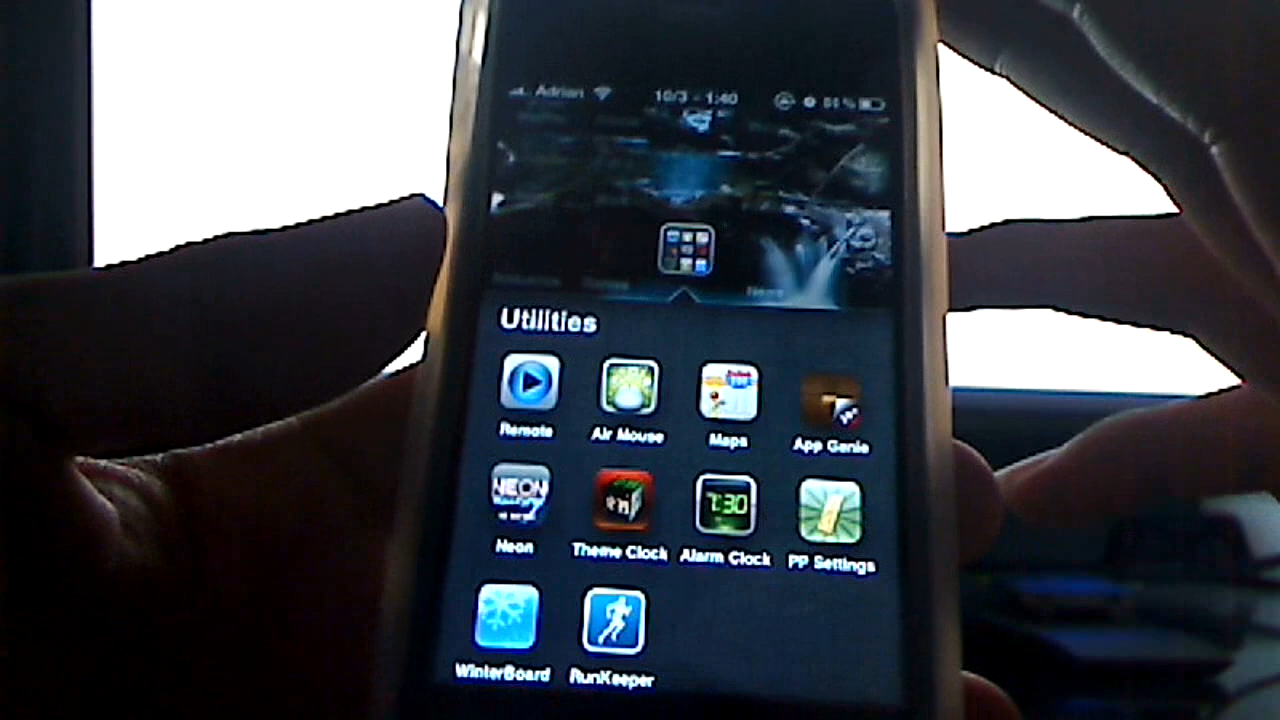 Adrian 10/3 - 1:40
Utilities
Remote Air Mouse Maps App Genie
NEON
7:30
Neon Theme Clock Alarm Clock PP Settings
WinterBoard RunKeeper